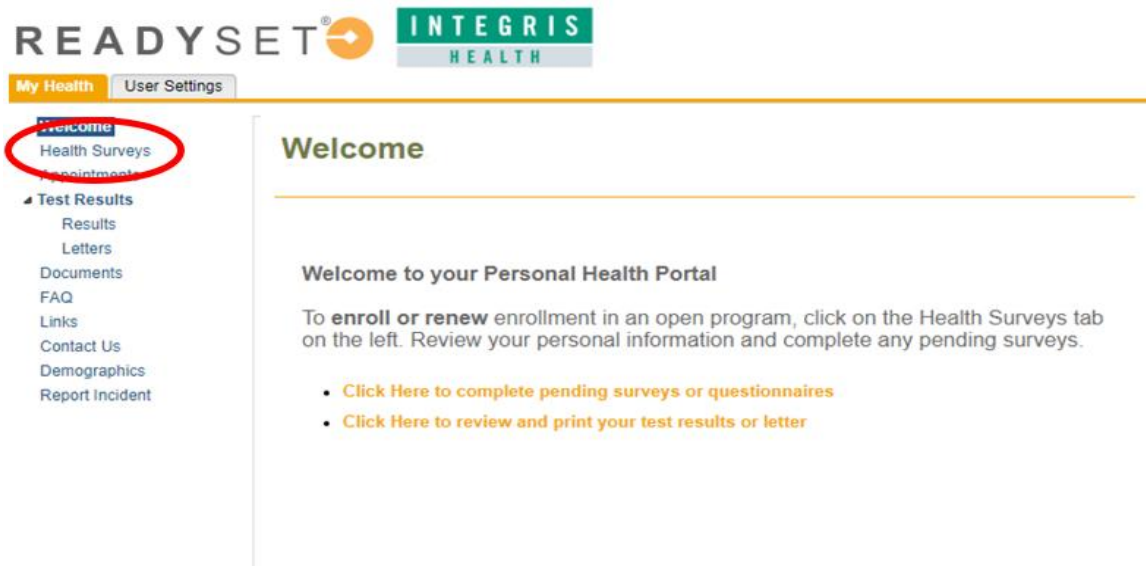 READYSET®
INTEGRIS
HEALTH
My Health
User Settings
Welcome
Health Surveys
Appointments
Test Results
Results
Letters
Documents
FAQ
Links
Contact Us
Demographics
Report Incident
Welcome
Welcome to your Personal Health Portal
To enroll or renew enrollment in an open program, click on the Health Surveys tab
on the left. Review your personal information and complete any pending surveys.
• Click Here to complete pending surveys or questionnaires
• Click Here to review and print your test results or letter